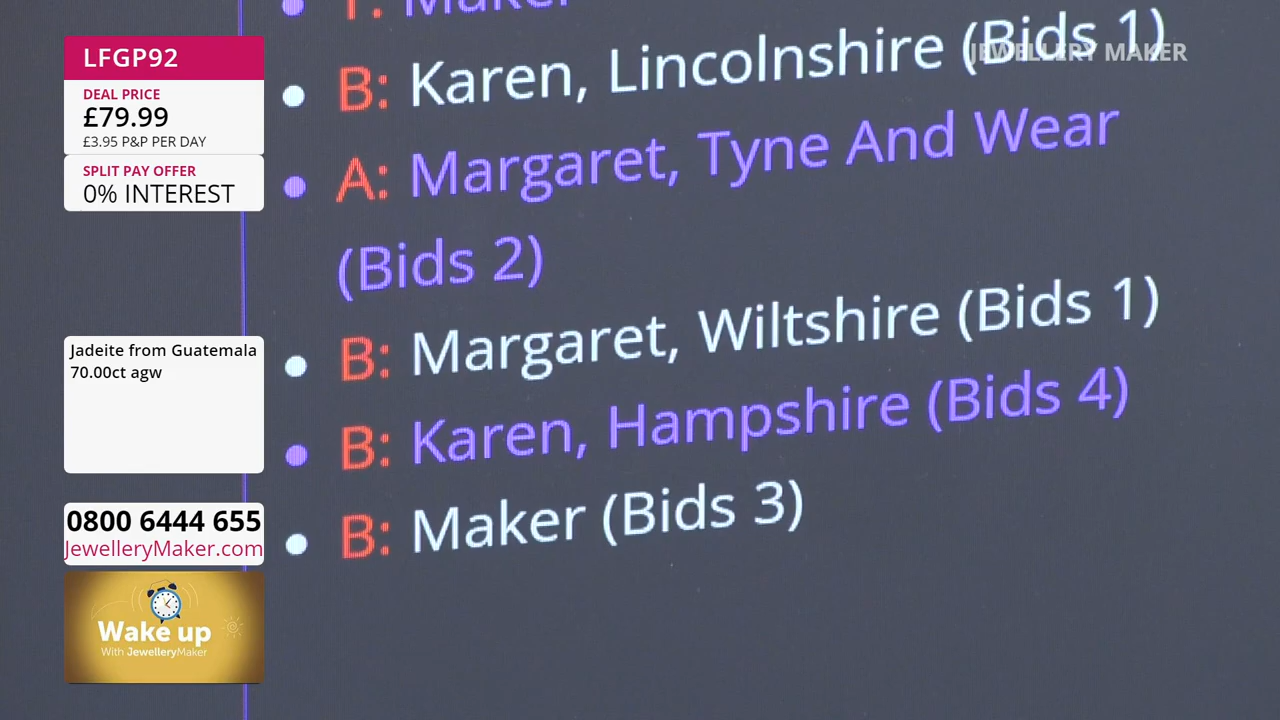 LFGP92
DEAL PRICE
£79.99
£3.95 P&P PER DAY
SPLIT PAY OFFER
0% INTEREST
Jadeite from Guatemala
70.00ct agw
0800 6444 655
JewelleryMaker.com
Wake up
With JewelleryMaker
JEWELLERY MAKER
Maker
B: Karen, Lincolnshire (Bids 1)
A: Margaret, Tyne And Wear
(Bids 2)
B: Margaret, Wiltshire (Bids 1)
B: Karen, Hampshire (Bids 4)
B: Maker (Bids 3)